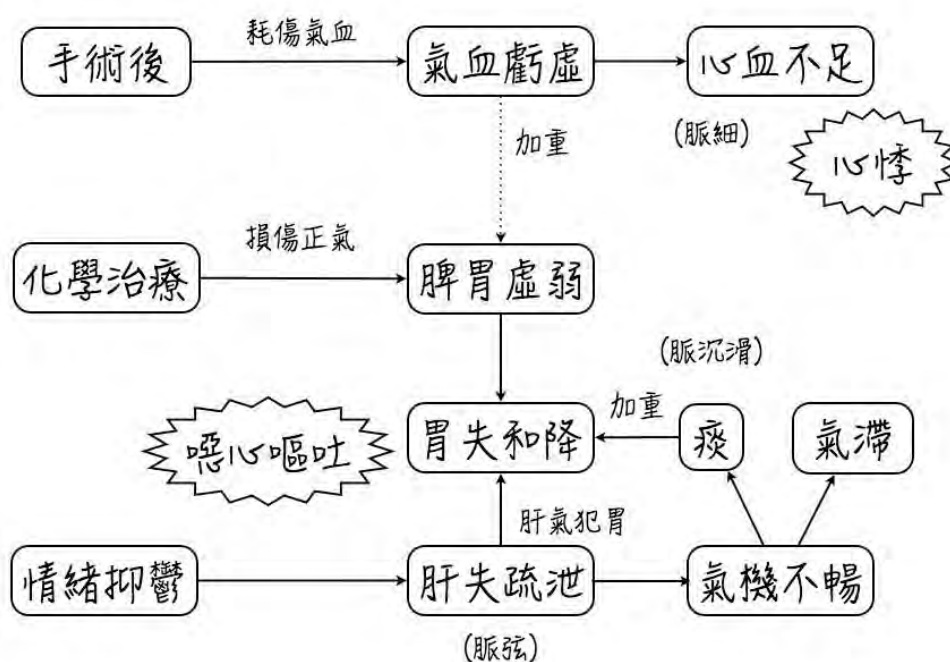 耗傷氣血
手術後
氣血虧虛
心血不足
加重
(脈細)
心悸
損傷正氣
化學治療
脾胃虛弱
(脈沉滑)
加重
噁心嘔吐
胃失和降
痰
氣滯
肝氣犯胃
情緒抑鬱
肝失疏泄
氣機不暢
(脈弦)